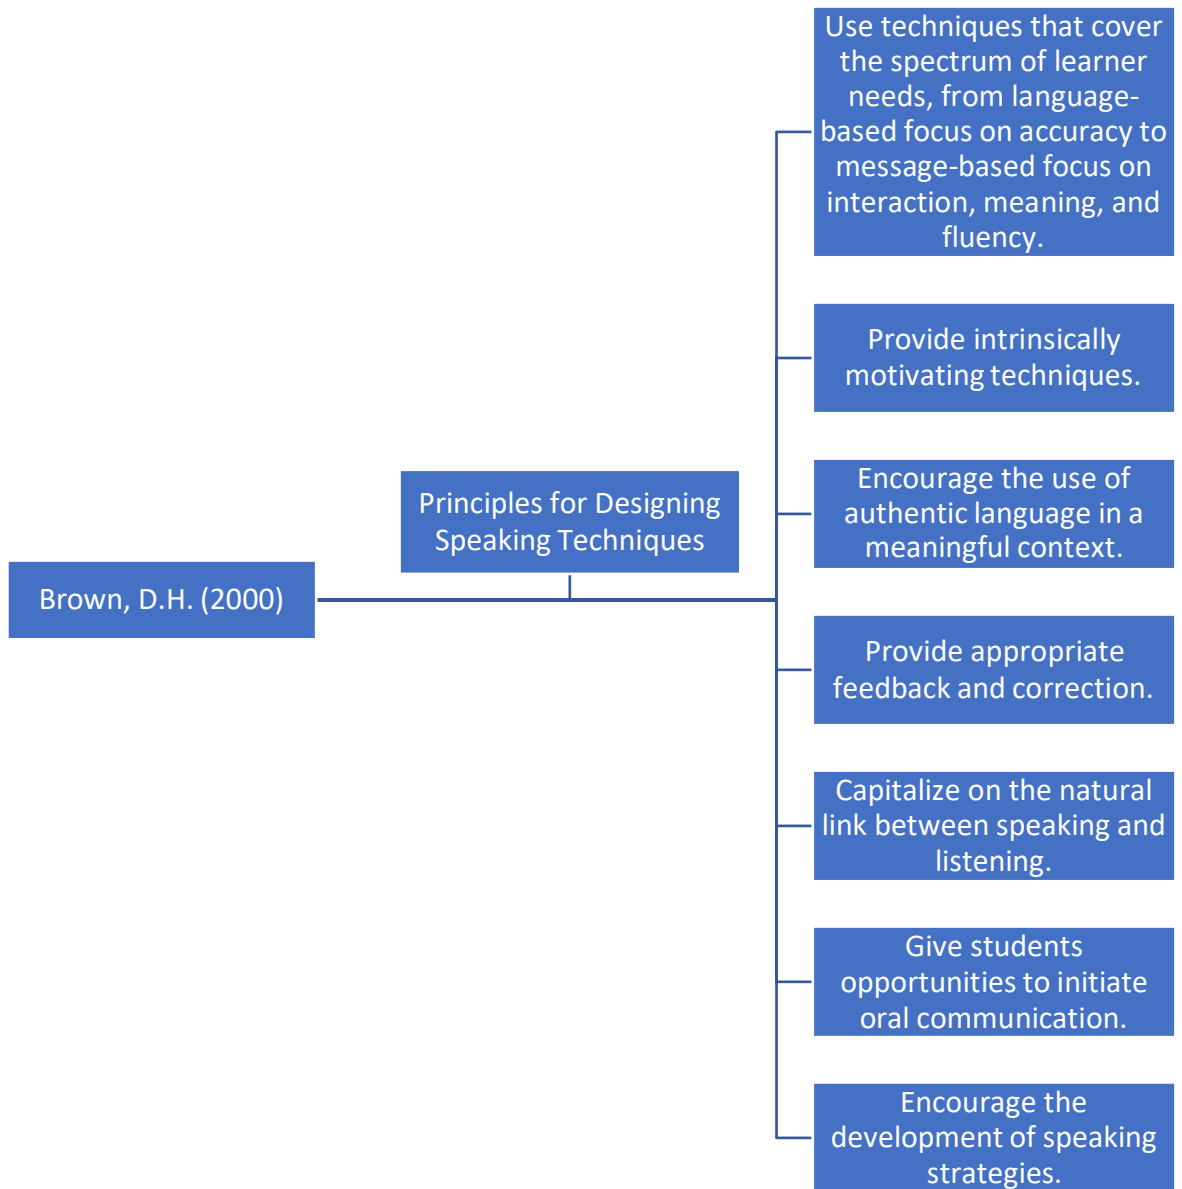 Brown, D.H. (2000)
Principles for Designing
Speaking Techniques
Use techniques that cover
the spectrum of learner
needs, from language-
based focus on accuracy to
message-based focus on
interaction, meaning, and
fluency.
Provide intrinsically
motivating techniques.
Encourage the use of
authentic language in a
meaningful context.
Provide appropriate
feedback and correction.
Capitalize on the natural
link between speaking and
listening.
Give students
opportunities to initiate
oral communication.
Encourage the
development of speaking
strategies.